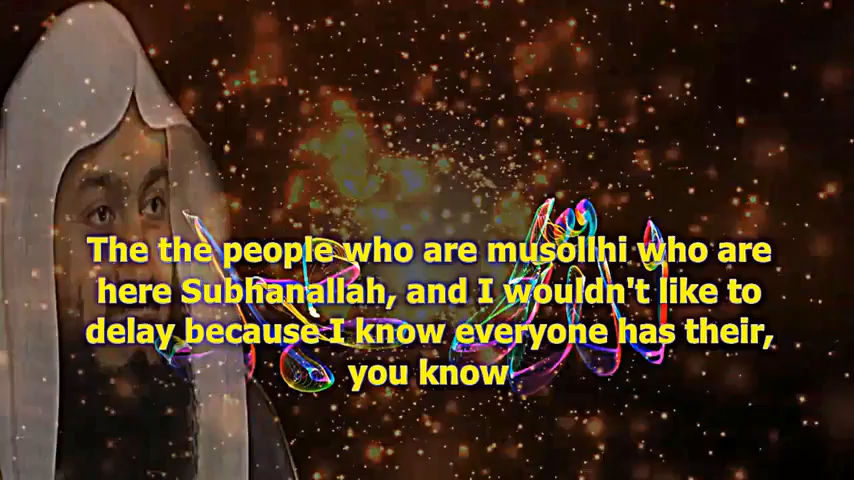 The the people who are musollhi who are
here Subhanallah, and I wouldn't like to
delay because I know everyone has their,
you know